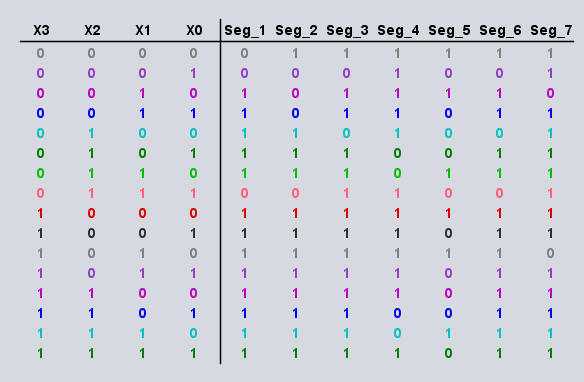 X3 X2 X1 X0 Seg_1 Seg_2 Seg_3 Seg_4 Seg_5 Seg_6 Seg_7
0 0 0 0 0 1 1 1 1 1 1
0 0 0 1 0 0 0 1 0 0 1
0 0 1 0 1 0 1 1 1 1 0
0 0 1 1 1 0 1 1 0 1 1
0 1 0 0 1 1 0 1 0 0 1
0 1 0 1 1 1 1 0 0 1 1
0 1 1 0 1 1 1 0 1 1 1
0 1 1 1 0 0 1 1 0 0 1
1 0 0 0 1 1 1 1 1 1 1
1 0 0 1 1 1 1 1 0 1 1
1 0 1 0 1 1 1 1 1 1 0
1 0 1 1 1 1 1 1 0 1 1
1 1 0 0 1 1 1 1 0 1 1
1 1 0 1 1 1 1 0 0 1 1
1 1 1 0 1 1 1 0 1 1 1
1 1 1 1 1 1 1 1 0 1 1